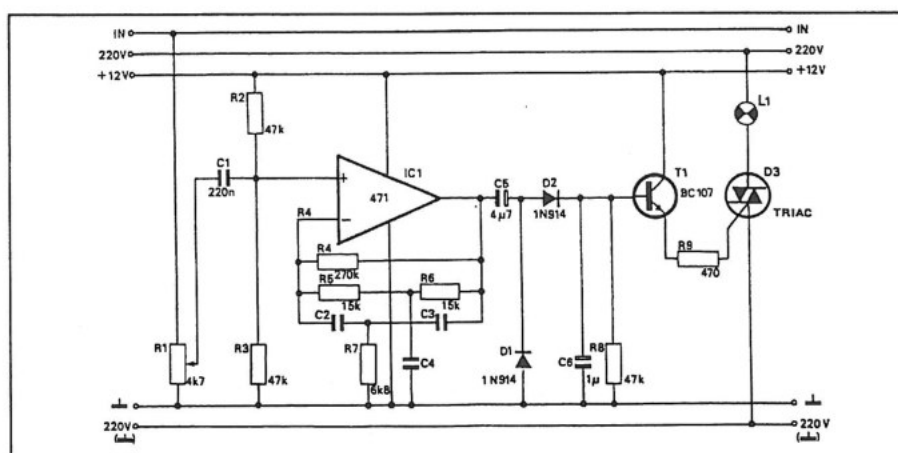 IN
IN
220V
220V
+12V
+12V
R2
47k
L1
C1
220n
IC1
+
471
−
R4
C5
4µ7
D2
1N914
T1
BC107
D3
TRIAC
R4
270k
R9
470
R5
15k
R6
15k
C2
C3
R1
4k7
R3
47k
R7
6k8
C4
D1
1N914
C6
1µ
R8
47k
220V
220V